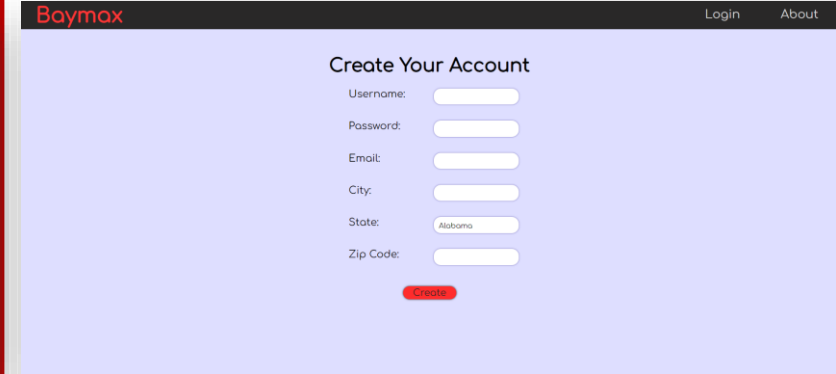 Baymax Login About
Create Your Account
Username:
Password:
Email:
City:
State: Alabama
Zip Code:
Create